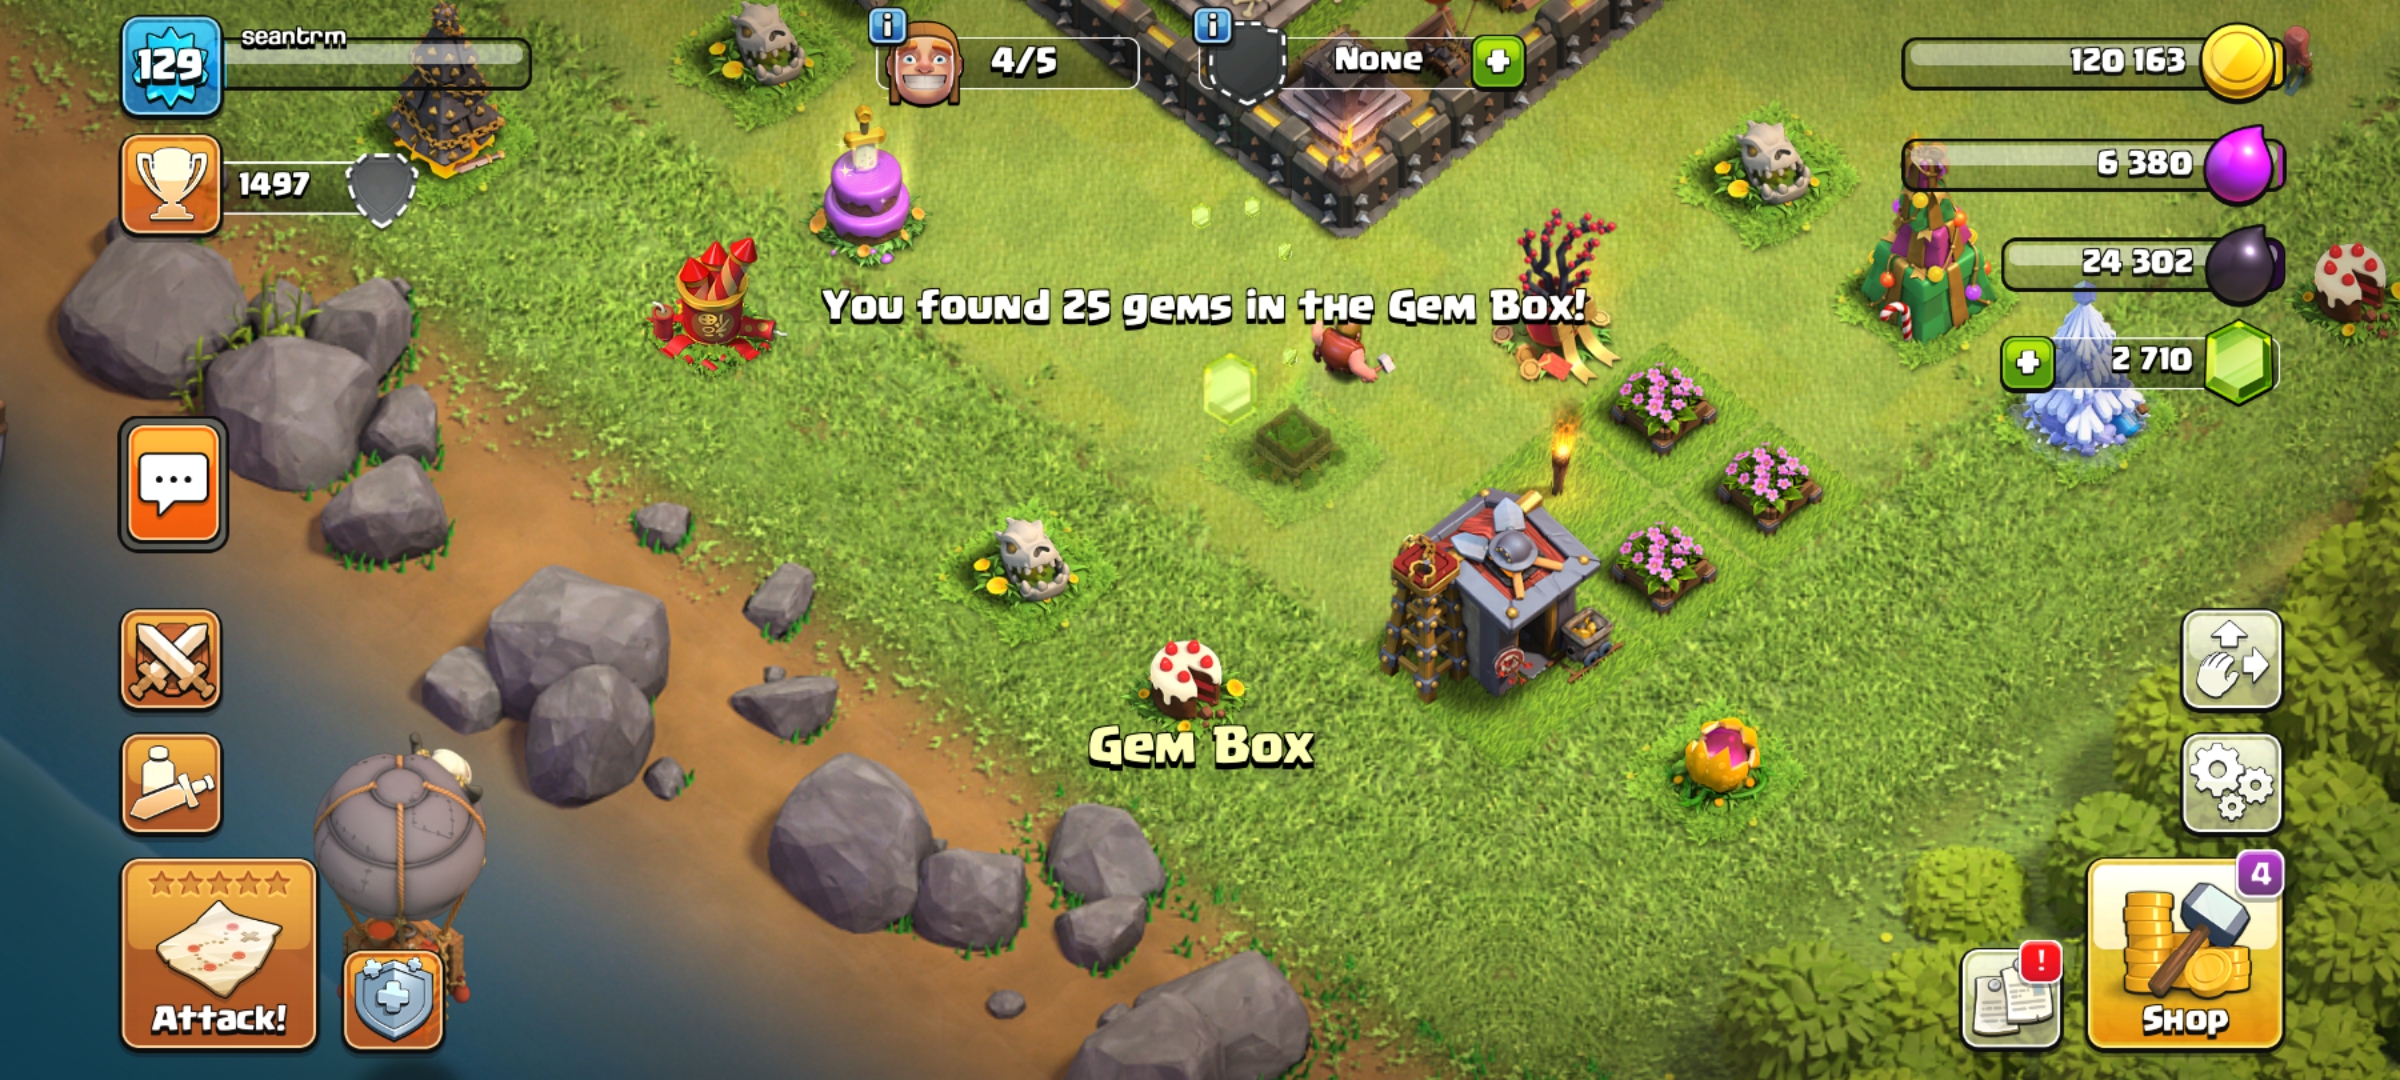 129
seantrm
4/5
None
120 163
1497
6 380
24 302
You found 25 gems in the Gem Box!
2 710
Gem Box
4
Attack!
!
Shop